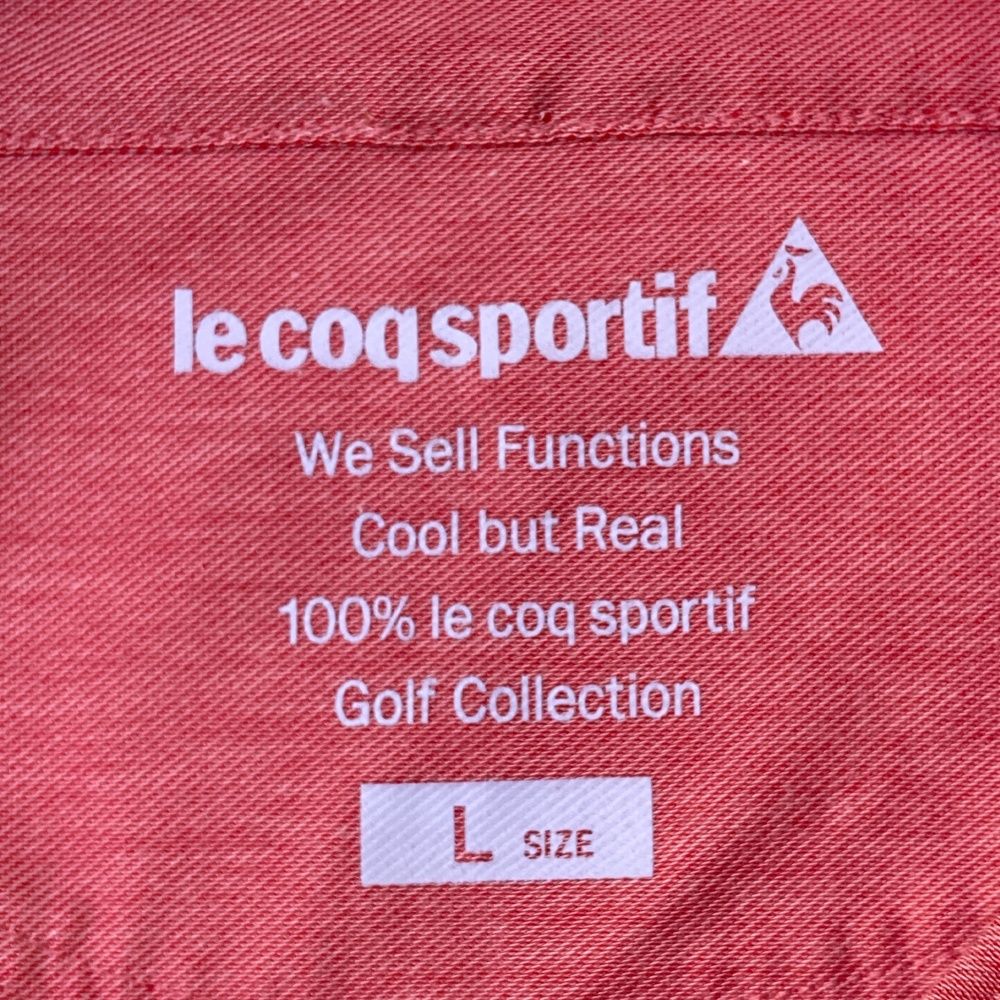 le coq sportif
We Sell Functions
Cool but Real
100% le coq sportif
Golf Collection
L SIZE